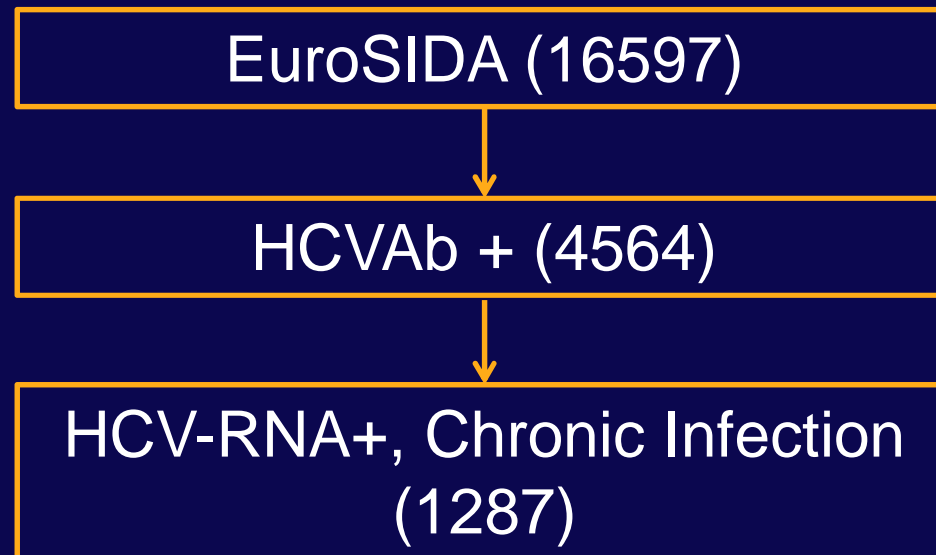 EuroSIDA (16597)
HCVAb + (4564)
HCV-RNA+, Chronic Infection
(1287)